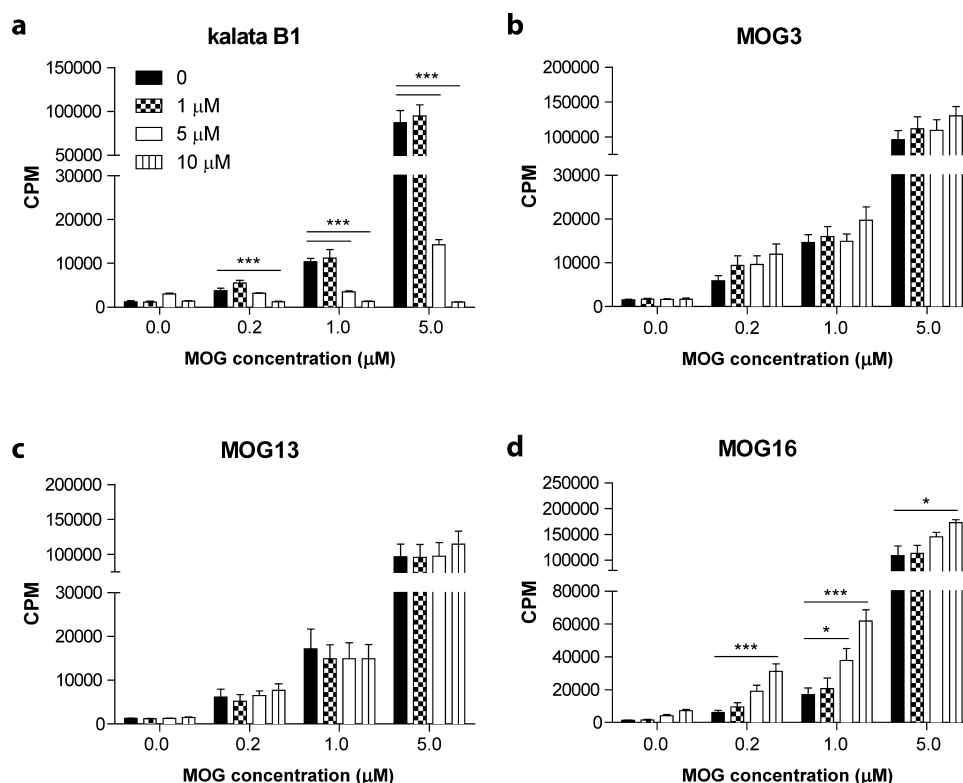 a
kalata B1
150000
100000
50000
30000
20000
10000
0
CPM
0
1 μM
5 μM
10 μM
***
***
***
0.0 0.2 1.0 5.0
MOG concentration (μM)
b
MOG3
200000
150000
100000
30000
20000
10000
0
CPM
0.0 0.2 1.0 5.0
MOG concentration (μM)
c
MOG13
200000
150000
100000
30000
20000
10000
0
CPM
0.0 0.2 1.0 5.0
MOG concentration (μM)
d
MOG16
250000
200000
150000
100000
80000
60000
40000
20000
0
CPM
***
***
*
*
0.0 0.2 1.0 5.0
MOG concentration (μM)